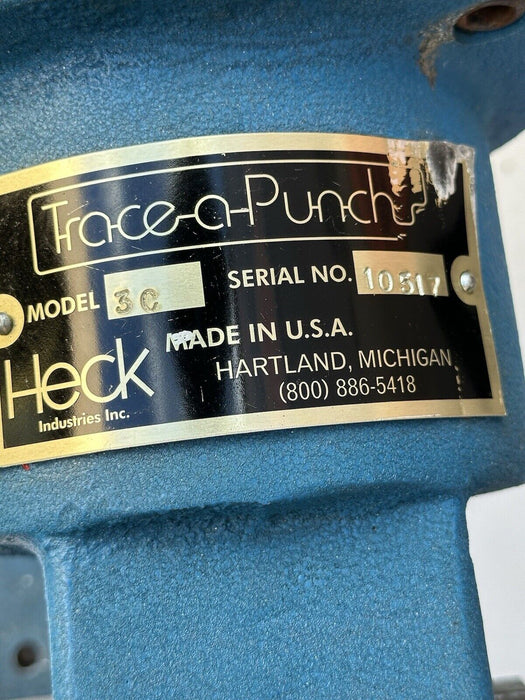 Trace-a-Punch
MODEL 3C SERIAL NO. 10517
MADE IN U.S.A.
Heck
Industries Inc.
HARTLAND, MICHIGAN
(800) 886-5418